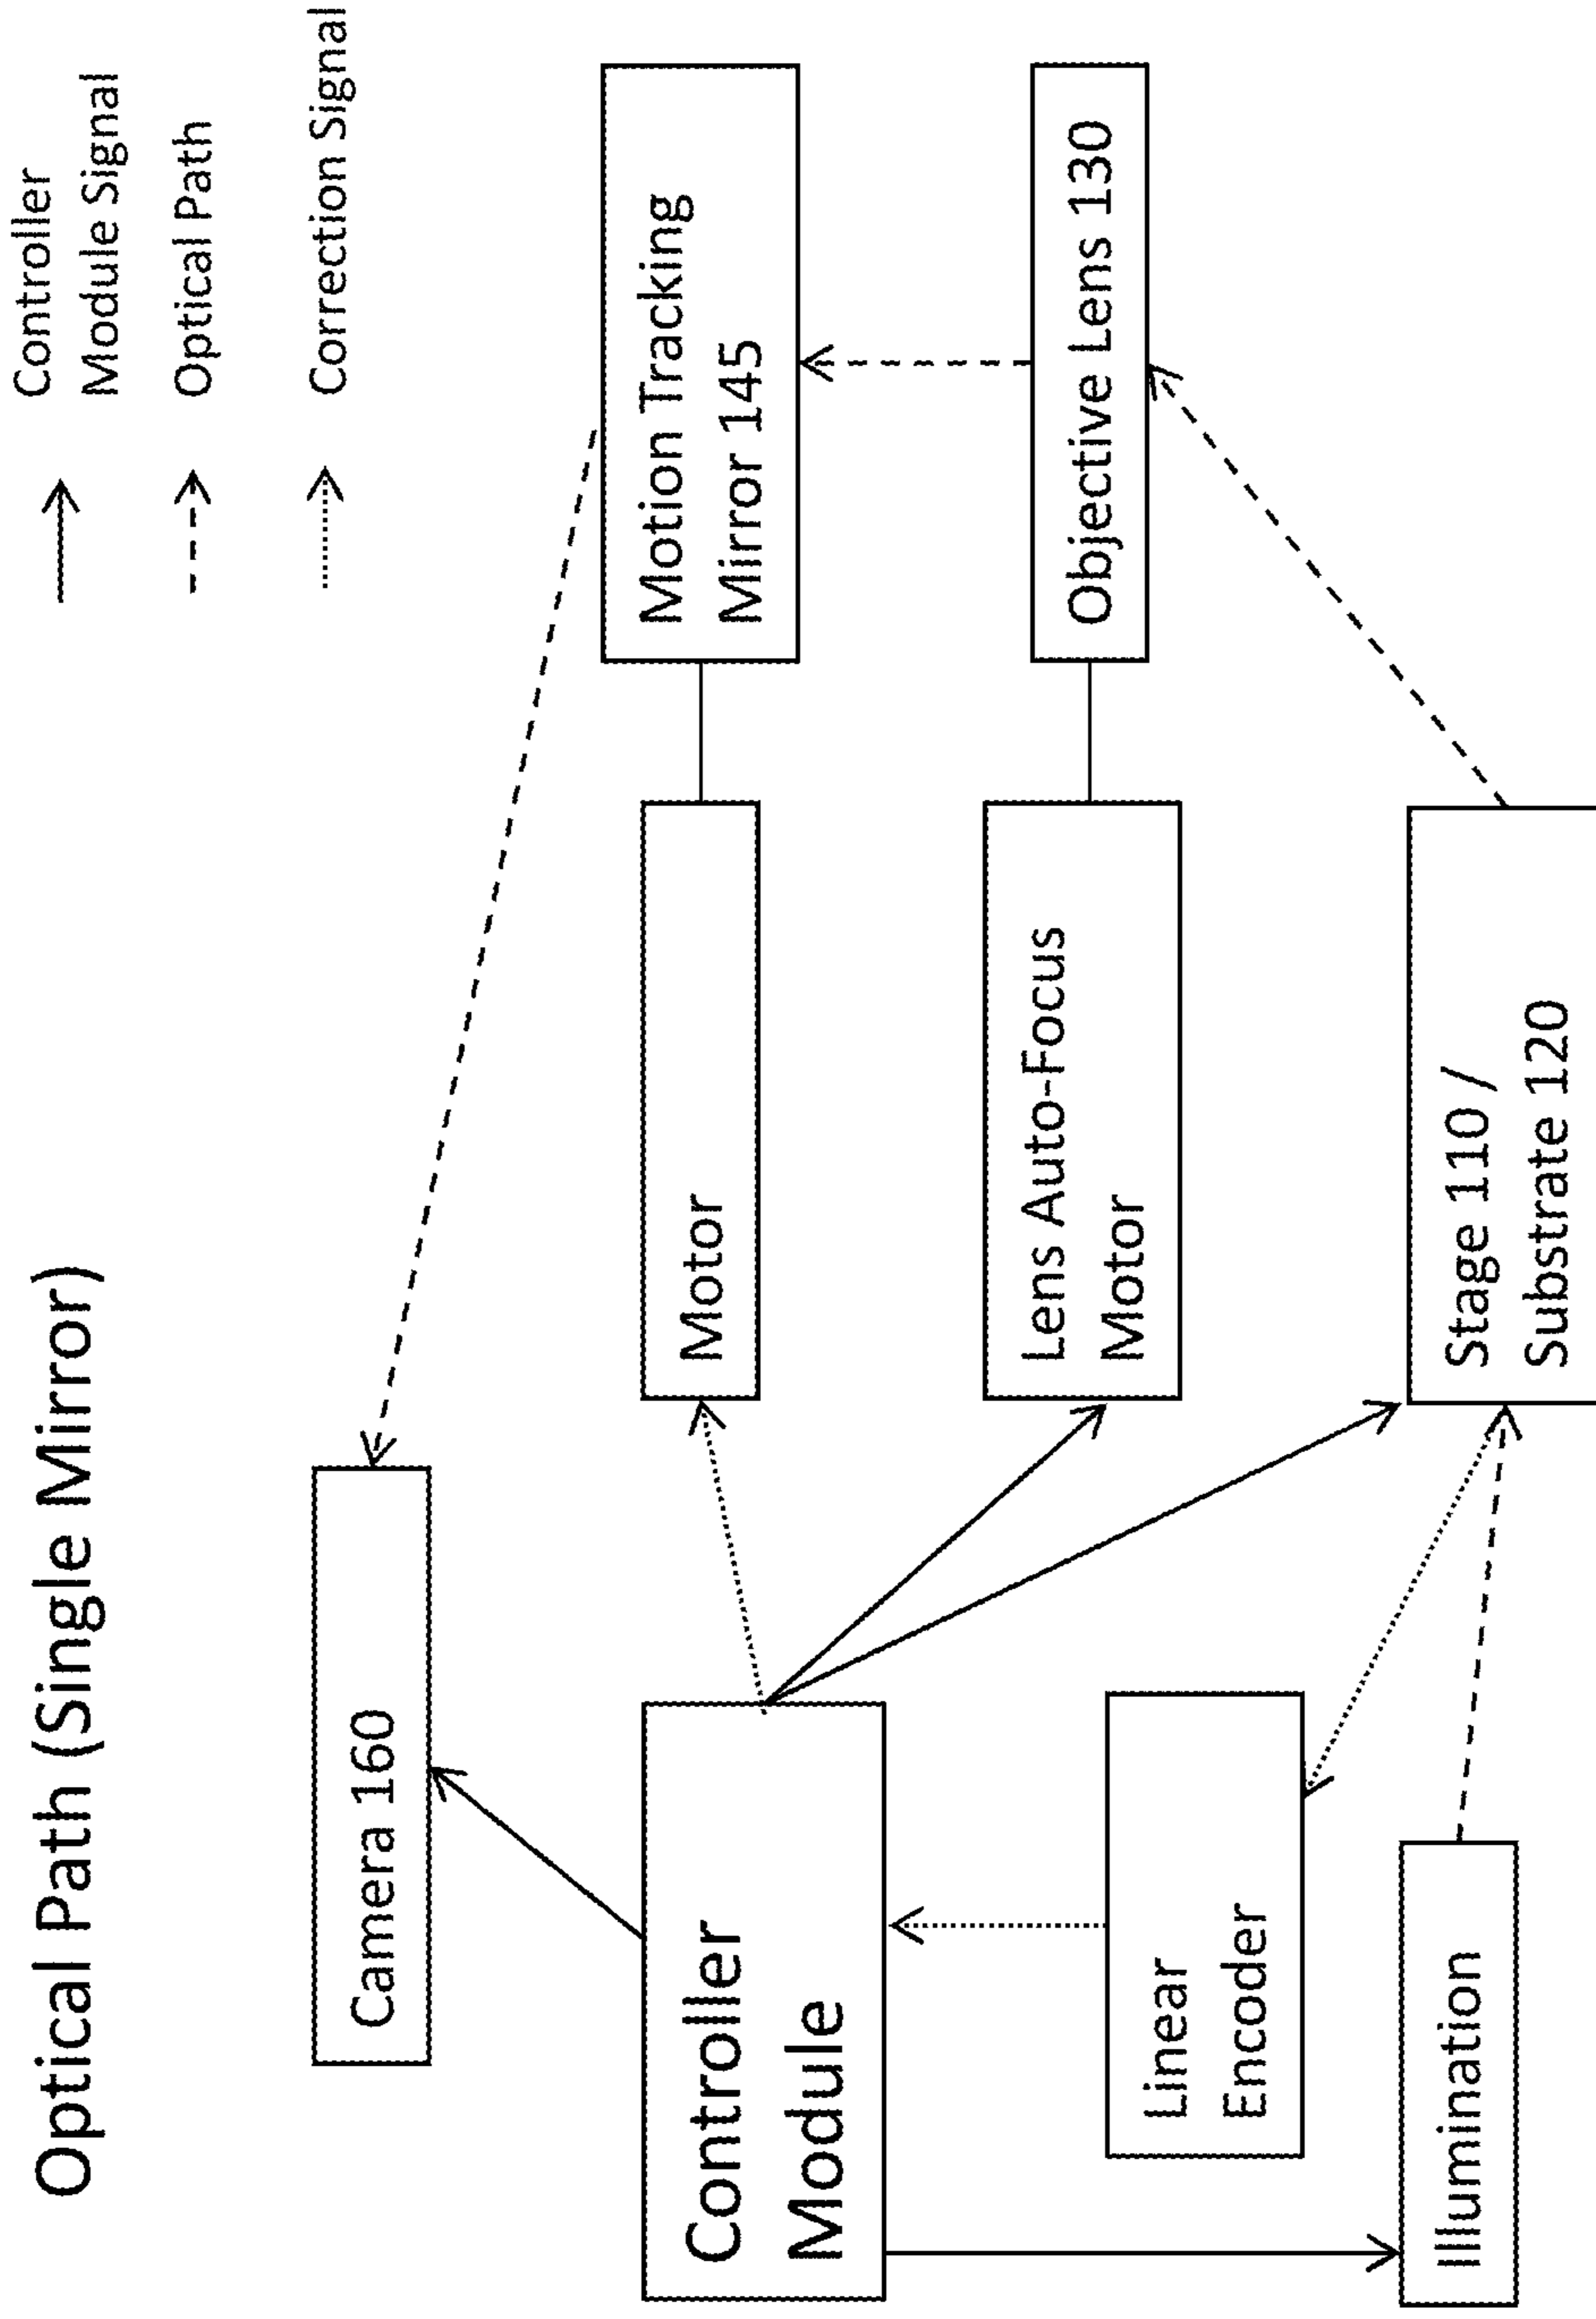 Optical Path (Single Mirror)
Controller
Module Signal
Optical Path
Correction Signal
Camera 160
Controller
Module
Motor
Motion Tracking
Mirror 145
Lens Auto-Focus
Motor
Objective Lens 130
Linear
Encoder
Illumination
Stage 110 /
Substrate 120